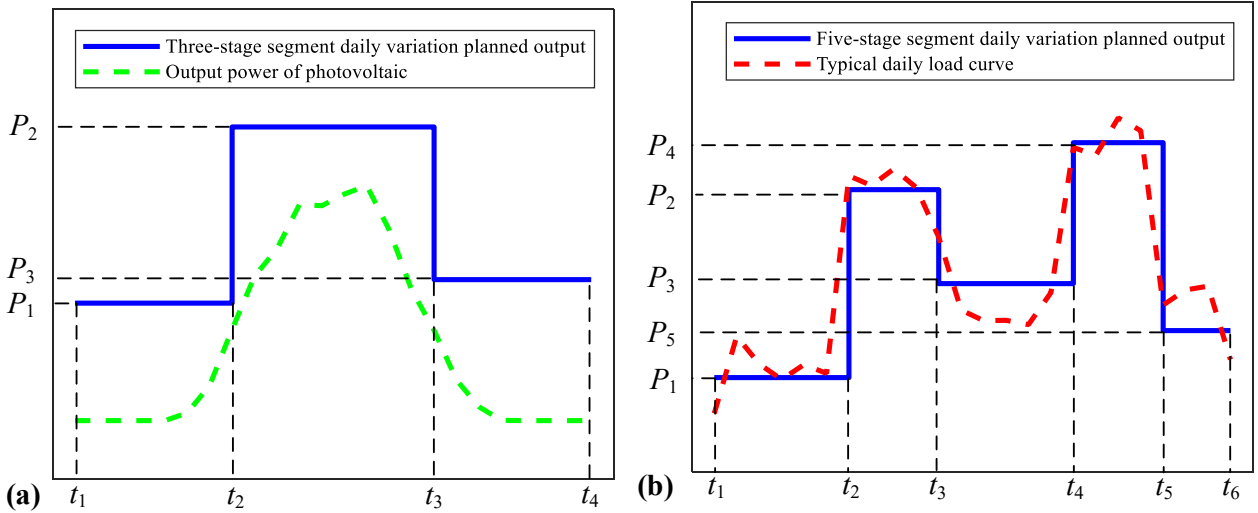 Three-stage segment daily variation planned output
Output power of photovoltaic
P2
P3
P1
t1 t2 t3 t4
(a)
Five-stage segment daily variation planned output
Typical daily load curve
P4
P2
P3
P5
P1
t1 t2 t3 t4 t5 t6
(b)